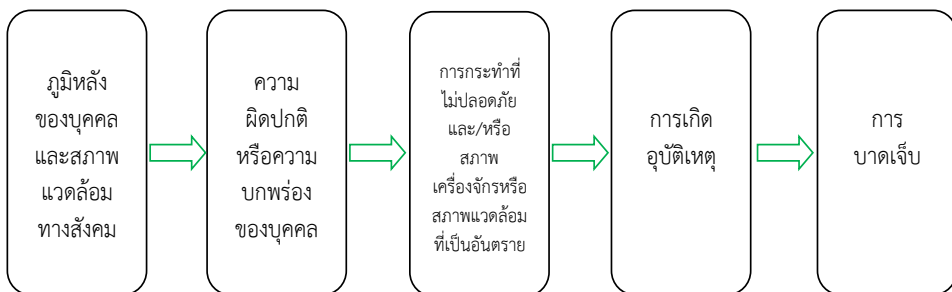 ภูมิหลัง
ของบุคคล
และสภาพ
แวดล้อม
ทางสังคม
ความ
ผิดปกติ
หรือความ
บกพร่อง
ของบุคคล
การกระทำที่
ไม่ปลอดภัย
และ/หรือ
สภาพ
เครื่องจักรหรือ
สภาพแวดล้อม
ที่เป็นอันตราย
การเกิด
อุบัติเหตุ
การ
บาดเจ็บ